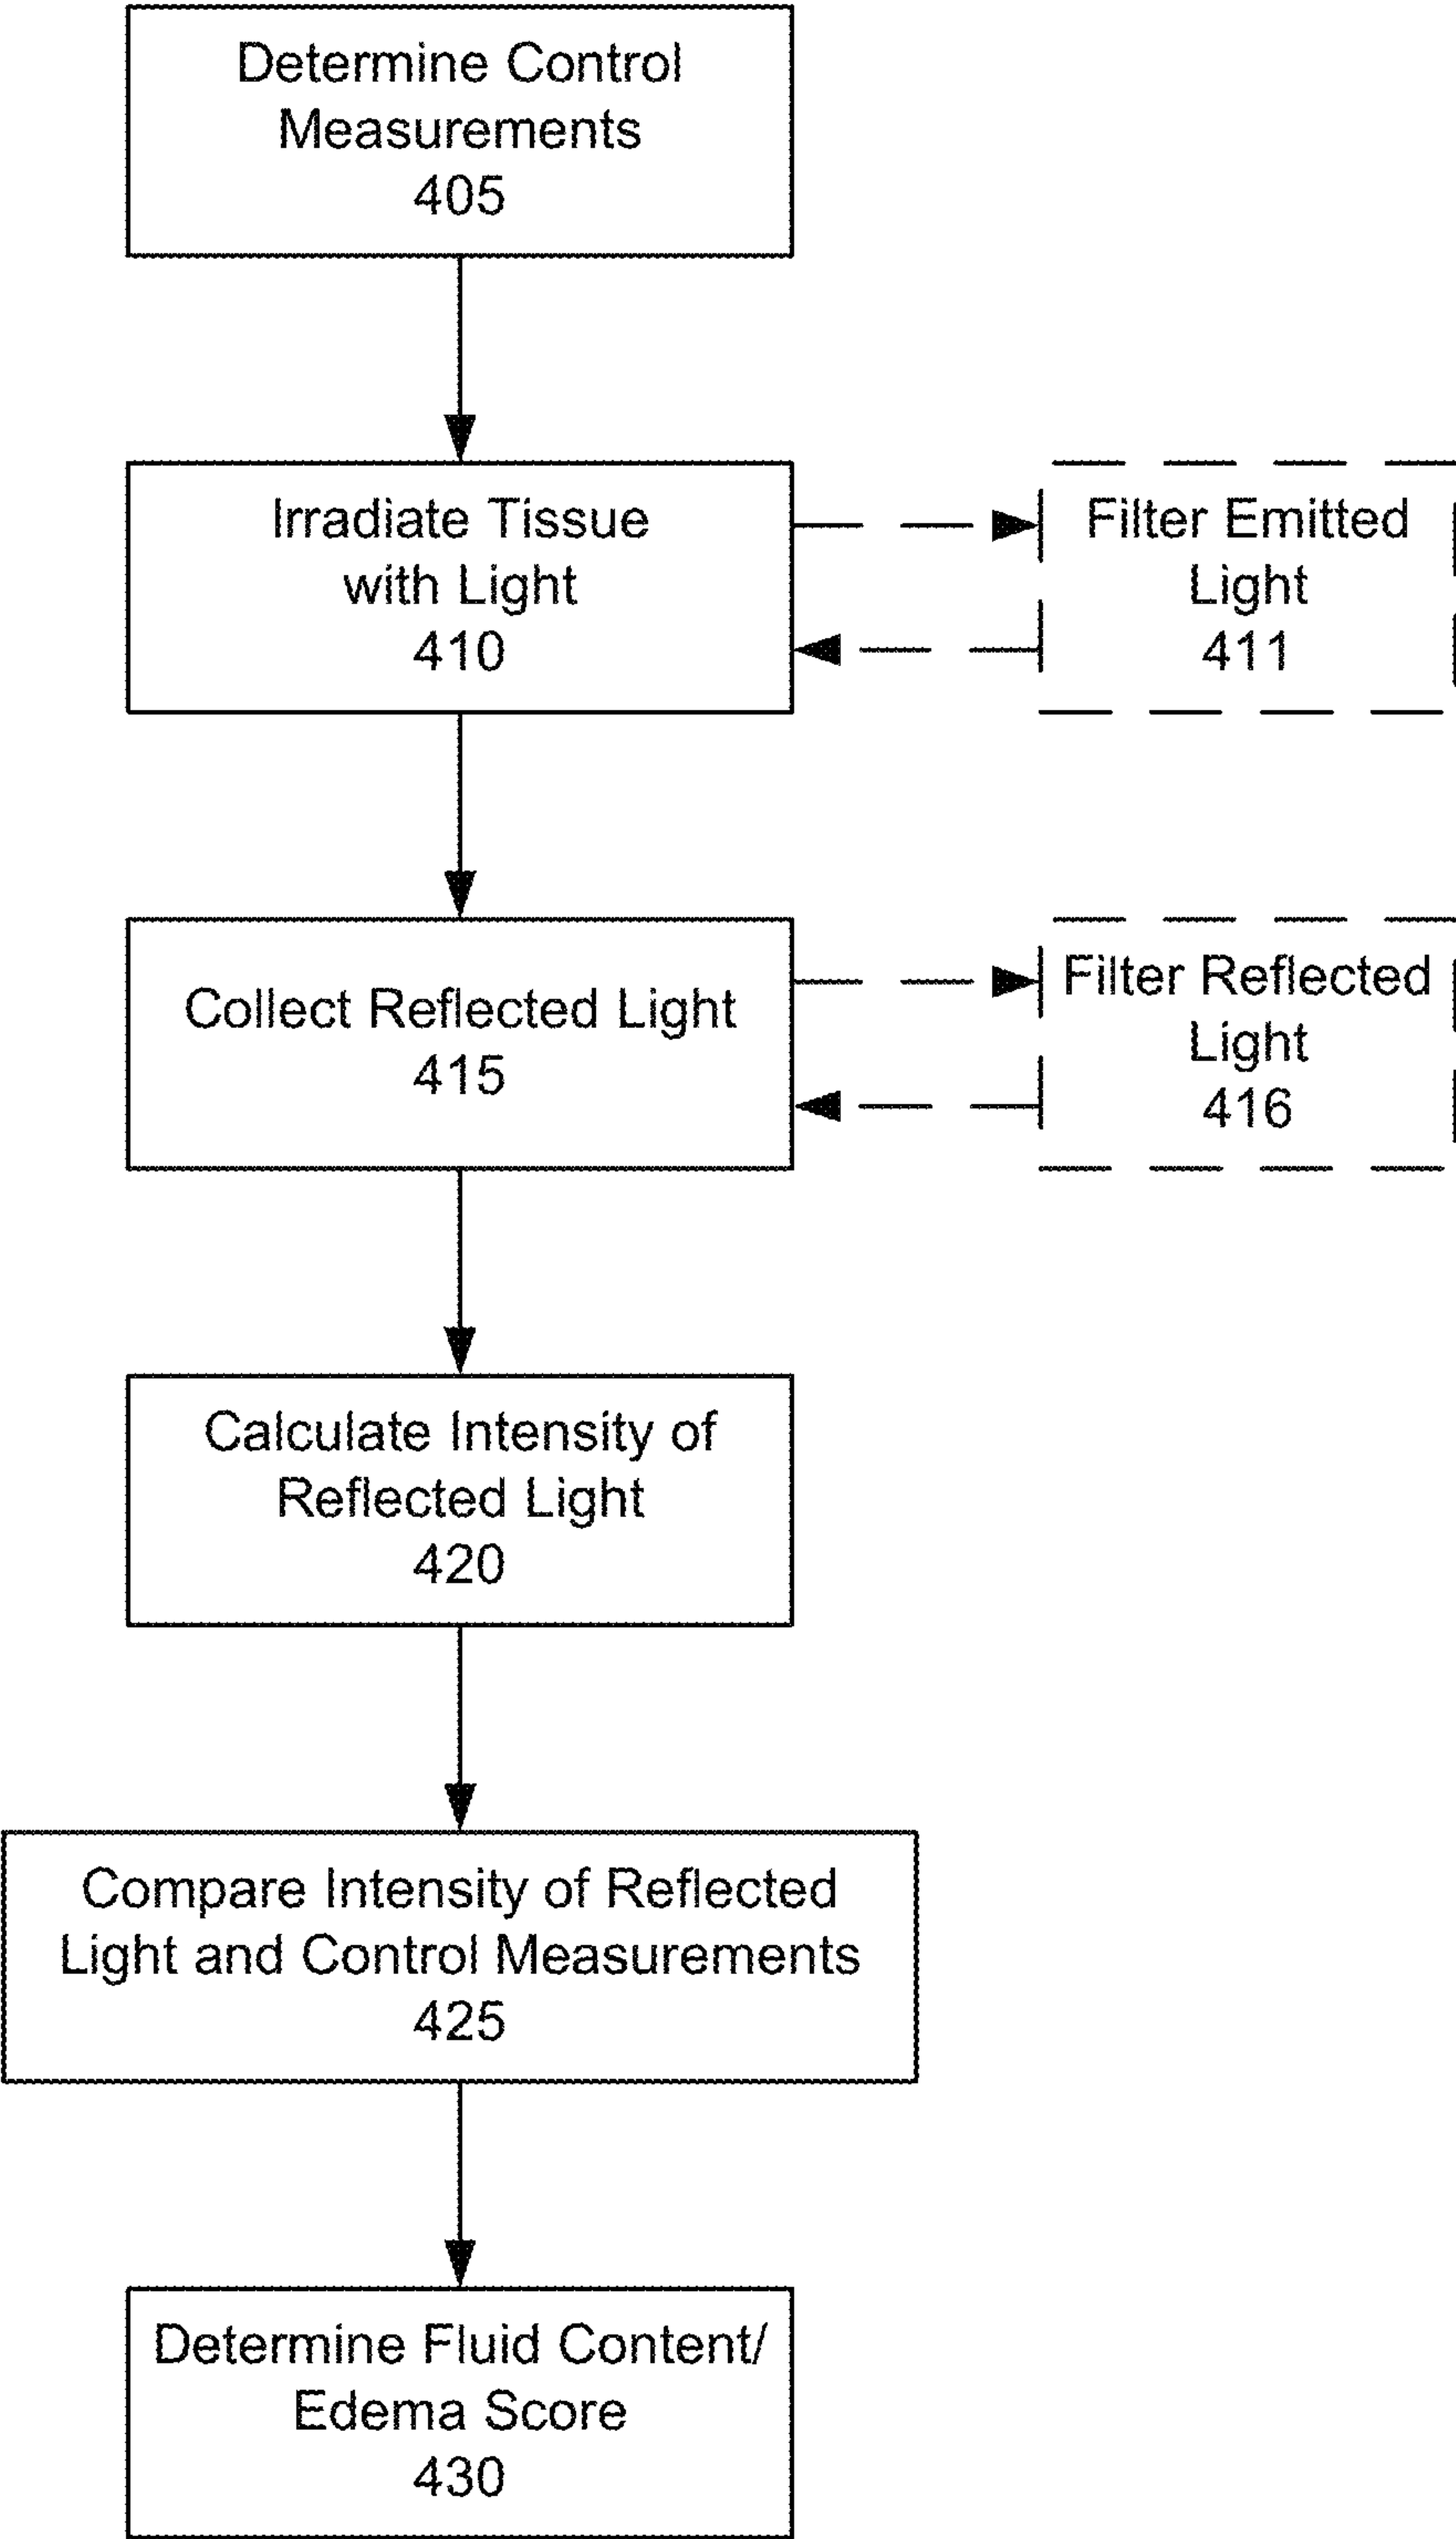 Determine Control
Measurements
405
Irradiate Tissue
with Light
410
Filter Emitted
Light
411
Collect Reflected Light
415
Filter Reflected
Light
416
Calculate Intensity of
Reflected Light
420
Compare Intensity of Reflected
Light and Control Measurements
425
Determine Fluid Content/
Edema Score
430